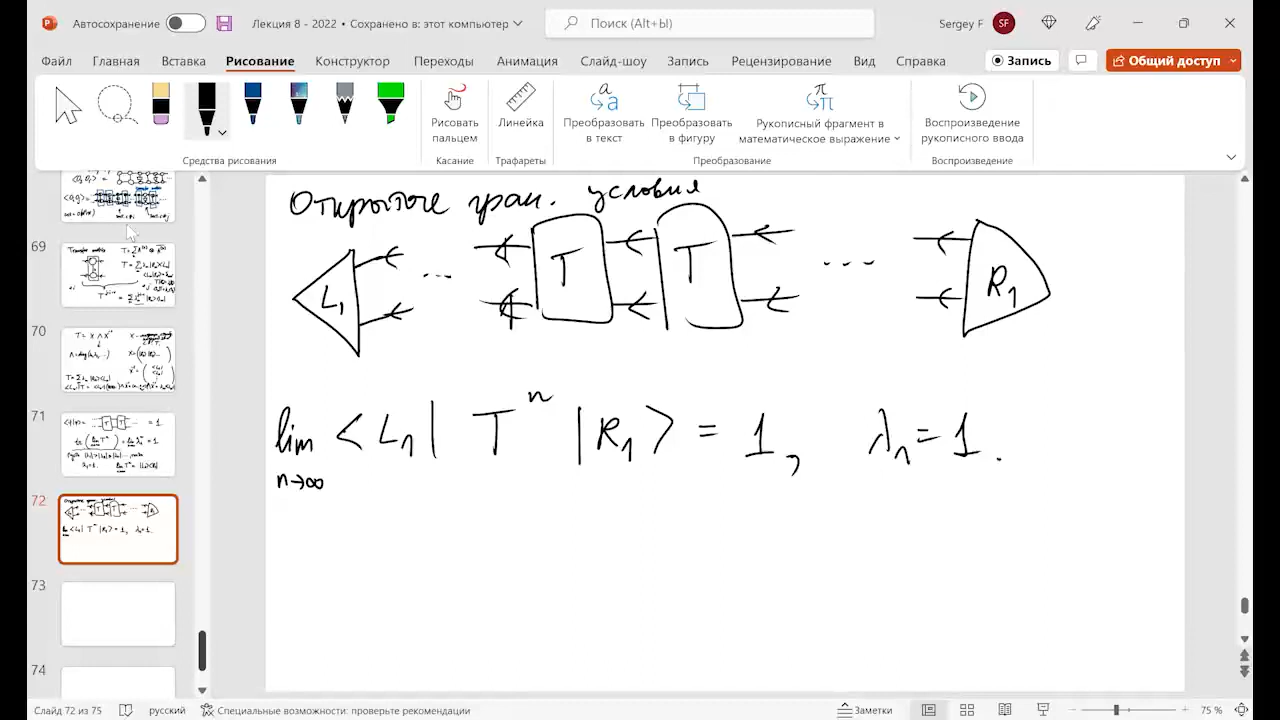 Автосохранение
Лекция 8 - 2022 • Сохранено в: этот компьютер
Поиск (Alt+Ы)
Sergey F
SF
Файл Главная Вставка Рисование Конструктор Переходы Анимация Слайд-шоу Запись Рецензирование Вид Справка
Запись
Общий доступ
Рисовать пальцем
Линейка
Преобразовать в текст
Преобразовать в фигуру
Рукописный фрагмент в математическое выражение
Воспроизведение рукописного ввода
Средства рисования
Касание
Трафареты
Преобразование
Воспроизведение
69
70
71
72
73
74
Открытые гран. условия
L₁ ... T T ... R₁
lim ⟨L₁| Tⁿ |R₁⟩ = 1, λ₁ = 1.
n→∞
Слайд 72 из 75
русский
Специальные возможности: проверьте рекомендации
Заметки
75 %